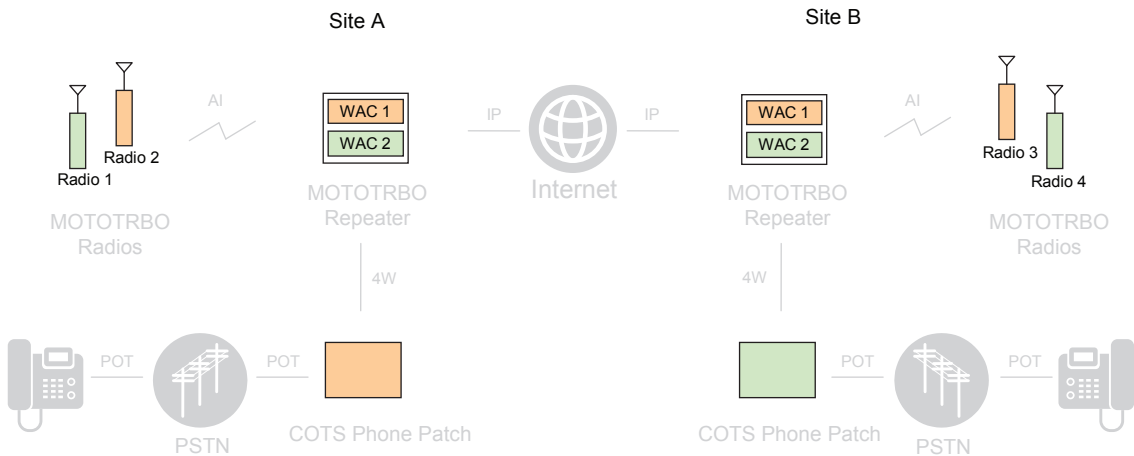 Site A
Site B
WAC 1
WAC 2
WAC 1
WAC 2
AI
IP
IP
AI
Radio 2
Radio 1
Radio 3
Radio 4
MOTOTRBO
Radios
MOTOTRBO
Repeater
Internet
MOTOTRBO
Repeater
MOTOTRBO
Radios
4W
4W
POT
POT
POT
POT
PSTN
COTS Phone Patch
COTS Phone Patch
PSTN